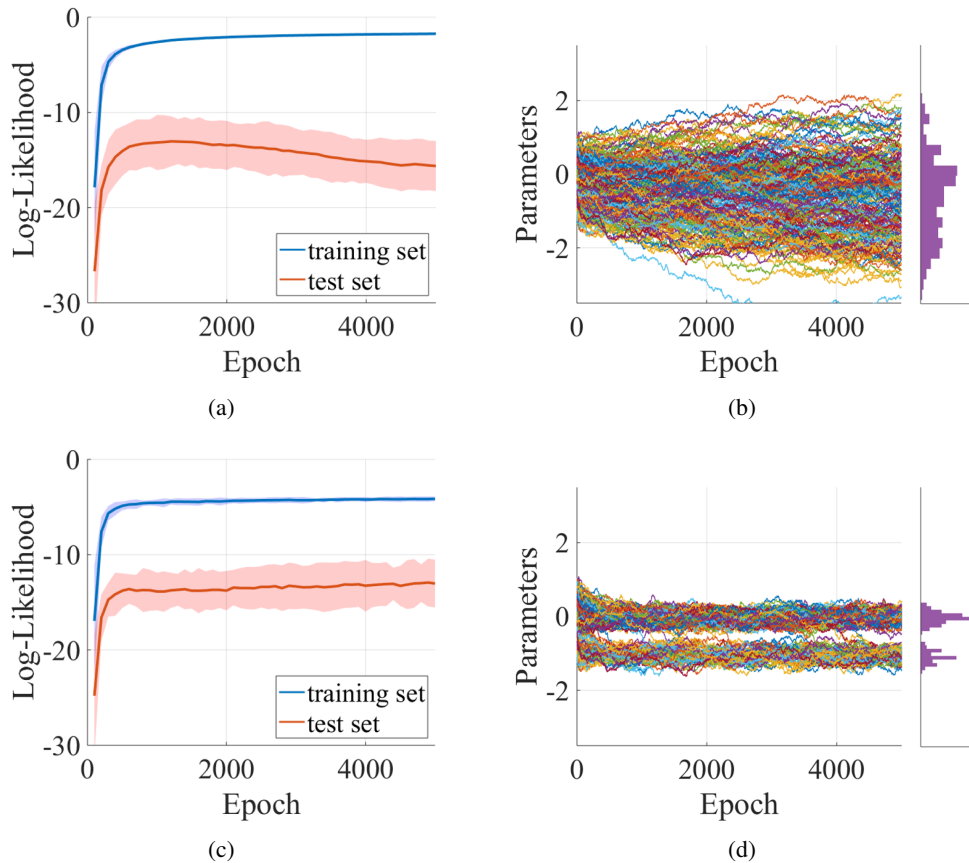 0
-10
-20
-30
Log-Likelihood
training set
test set
0 2000 4000
Epoch
(a)
2
0
-2
Parameters
0 2000 4000
Epoch
(b)
0
-10
-20
-30
Log-Likelihood
training set
test set
0 2000 4000
Epoch
(c)
2
0
-2
Parameters
0 2000 4000
Epoch
(d)